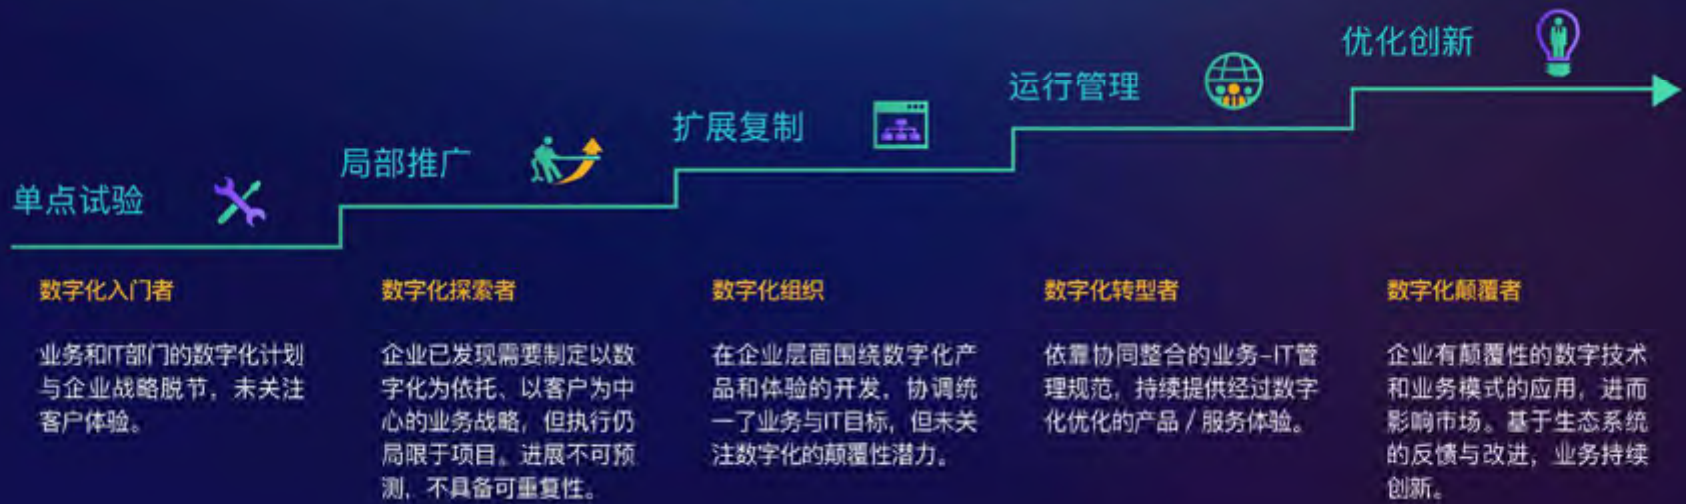 单点试验
局部推广
扩展复制
运行管理
优化创新
数字化入门者
业务和IT部门的数字化计划
与企业战略脱节，未关注
客户体验。
数字化探索者
企业已发现需要制定以数
字化为依托、以客户为中
心的业务战略，但执行仍
局限于项目。进展不可预
测，不具备可重复性。
数字化组织
在企业层面围绕数字化产
品和体验的开发，协调统
一了业务与IT目标，但未关
注数字化的颠覆性潜力。
数字化转型者
依靠协同整合的业务-IT管
理规范，持续提供经过数字
化优化的产品/服务体验。
数字化颠覆者
企业有颠覆性的数字技术
和业务模式的应用，进而
影响市场。基于生态系统
的反馈与改进，业务持续
创新。